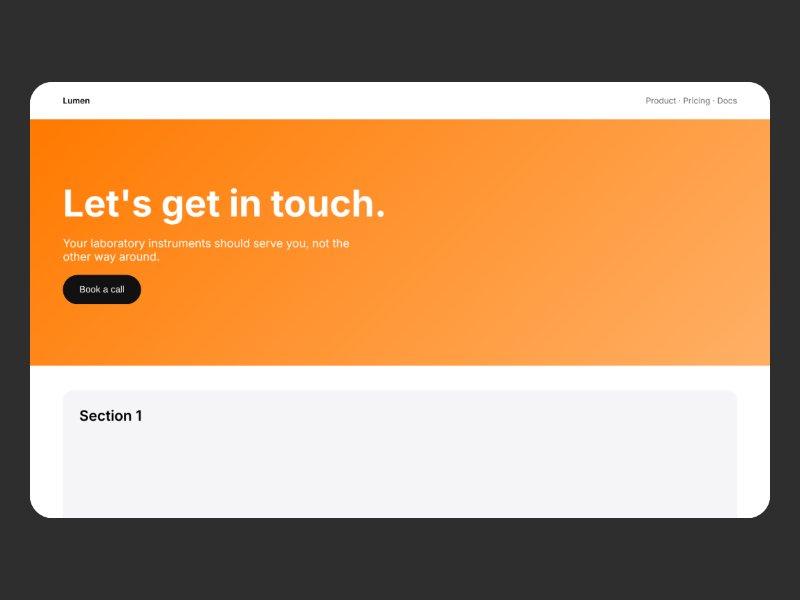 Lumen
Product · Pricing · Docs
Let's get in touch.
Your laboratory instruments should serve you, not the
other way around.
Book a call
Section 1